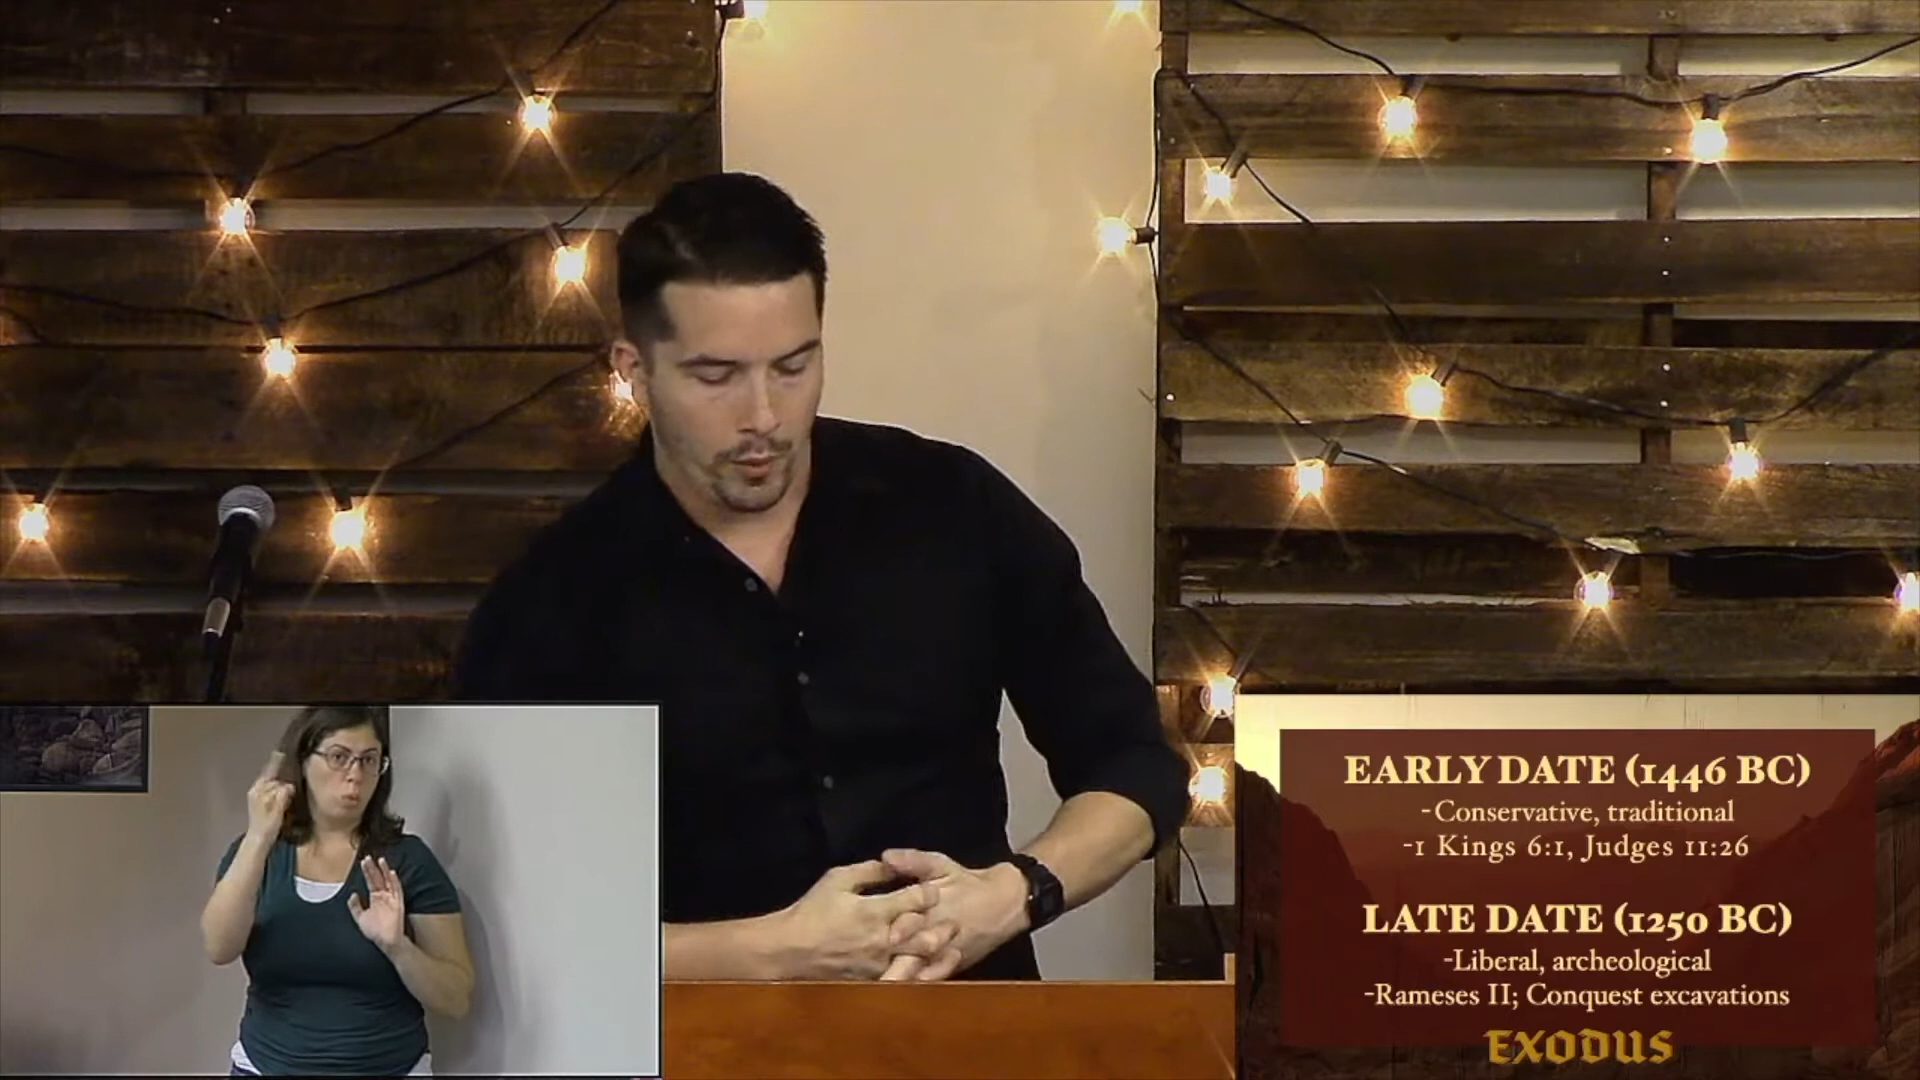 EARLY DATE (1446 BC)
-Conservative, traditional
-1 Kings 6:1, Judges 11:26
LATE DATE (1250 BC)
-Liberal, archeological
-Rameses II; Conquest excavations
EXODUS